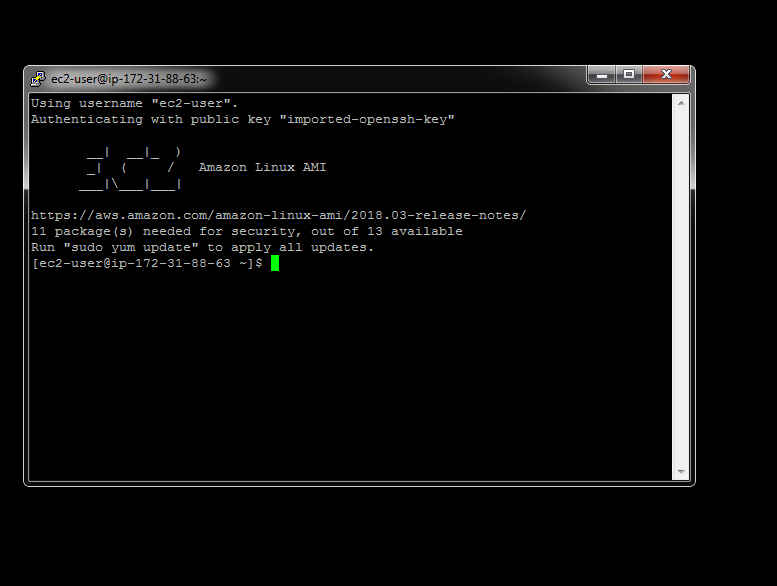 ec2-user@ip-172-31-88-63:~
Using username "ec2-user".
Authenticating with public key "imported-openssh-key"
       __|  __|_  )
       _|  (     /   Amazon Linux AMI
      ___|\___|___|
https://aws.amazon.com/amazon-linux-ami/2018.03-release-notes/
11 package(s) needed for security, out of 13 available
Run "sudo yum update" to apply all updates.
[ec2-user@ip-172-31-88-63 ~]$